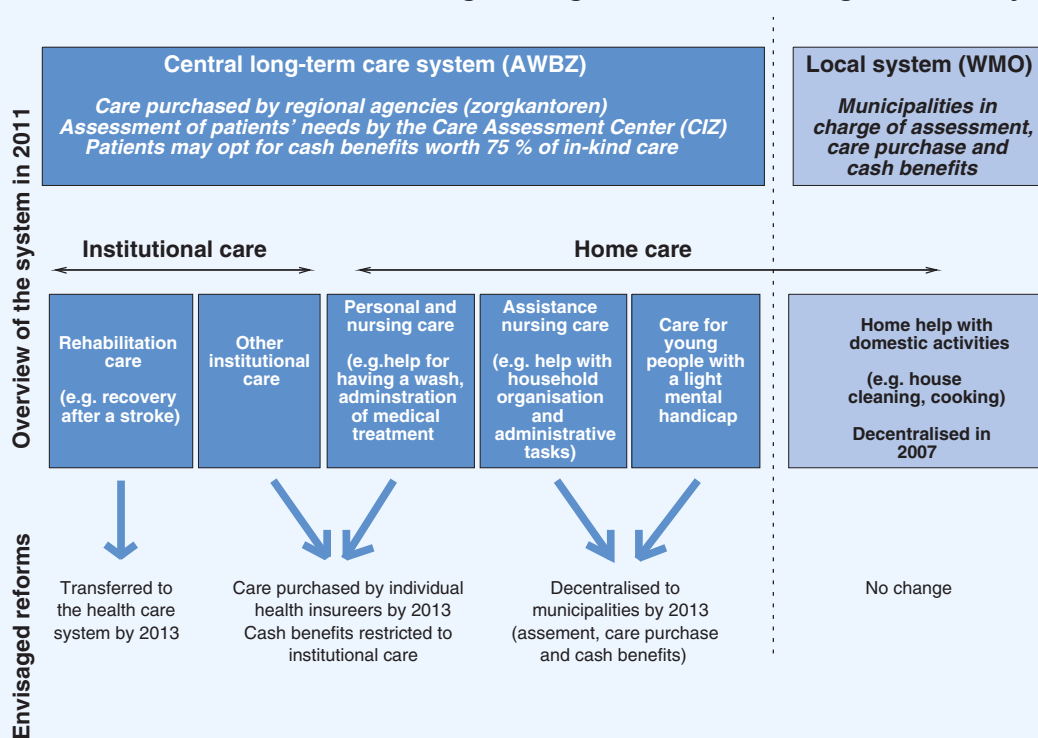 Central long-term care system (AWBZ)
Care purchased by regional agencies (zorgkantoren)
Assessment of patients' needs by the Care Assessment Center (CIZ)
Patients may opt for cash benefits worth 75 % of in-kind care
Local system (WMO)
Municipalities in
charge of assessment,
care purchase and
cash benefits
Overview of the system in 2011
Institutional care
Home care
Rehabilitation
care
(e.g. recovery
after a stroke)
Other
institutional
care
Personal and
nursing care
(e.g.help for
having a wash,
adminstration
of medical
treatment
Assistance
nursing care
(e.g. help with
household
organisation
and
administrative
tasks)
Care for
young
people with
a light
mental
handicap
Home help with
domestic activities
(e.g. house
cleaning, cooking)
Decentralised in
2007
Envisaged reforms
Transferred to
the health care
system by 2013
Care purchased by individual
health insureers by 2013
Cash benefits restricted to
institutional care
Decentralised to
municipalities by 2013
(assement, care purchase
and cash benefits)
No change